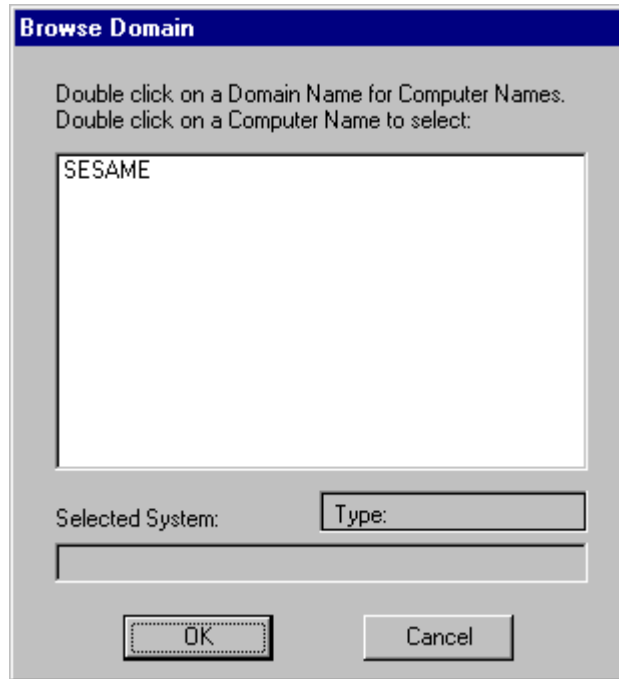 Browse Domain
Double click on a Domain Name for Computer Names.
Double click on a Computer Name to select:
SESAME
Selected System:
Type:
OK
Cancel